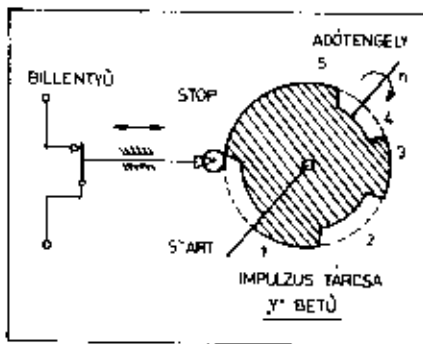 ADÓTENGELY
BILLENTYŰ
5
STOP
n
4
3
START
1
2
IMPULZUS TÁRCSA
"Y" BETŰ